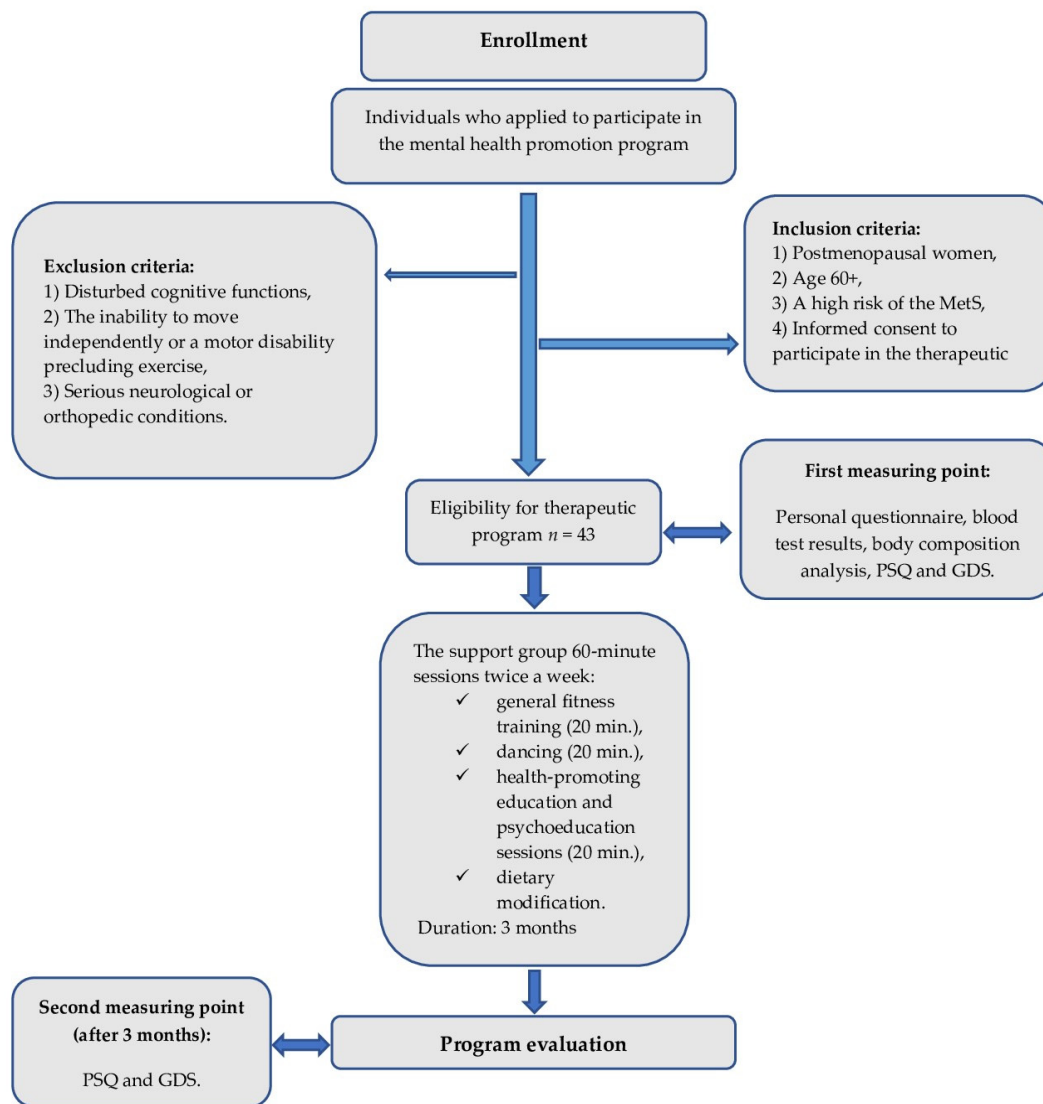 Enrollment
Individuals who applied to participate in
the mental health promotion program
Exclusion criteria:
1) Disturbed cognitive functions,
2) The inability to move
independently or a motor disability
precluding exercise,
3) Serious neurological or
orthopedic conditions.
Inclusion criteria:
1) Postmenopausal women,
2) Age 60+,
3) A high risk of the MetS,
4) Informed consent to
participate in the therapeutic
Eligibility for therapeutic
program n = 43
First measuring point:
Personal questionnaire, blood
test results, body composition
analysis, PSQ and GDS.
The support group 60-minute
sessions twice a week:
✓ general fitness
training (20 min.),
✓ dancing (20 min.),
✓ health-promoting
education and
psychoeducation
sessions (20 min.),
✓ dietary
modification.
Duration: 3 months
Second measuring point
(after 3 months):
PSQ and GDS.
Program evaluation